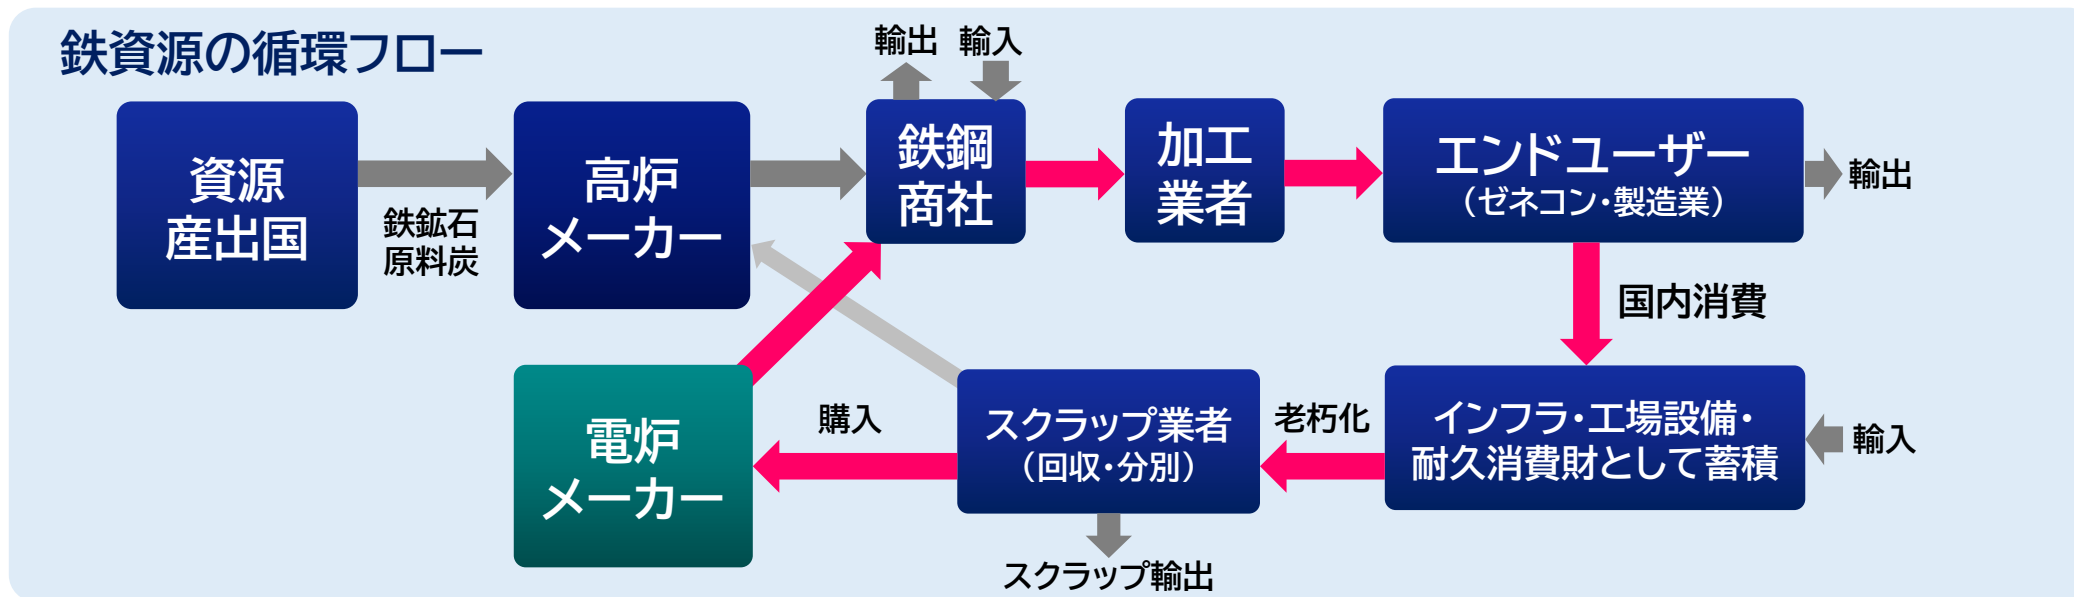 鉄資源の循環フロー
輸出
輸入
資源
産出国
鉄鉱石
原料炭
高炉
メーカー
鉄鋼
商社
加工
業者
エンドユーザー
（ゼネコン・製造業）
輸出
国内消費
電炉
メーカー
購入
スクラップ業者
（回収・分別）
老朽化
インフラ・工場設備・
耐久消費財として蓄積
輸入
スクラップ輸出